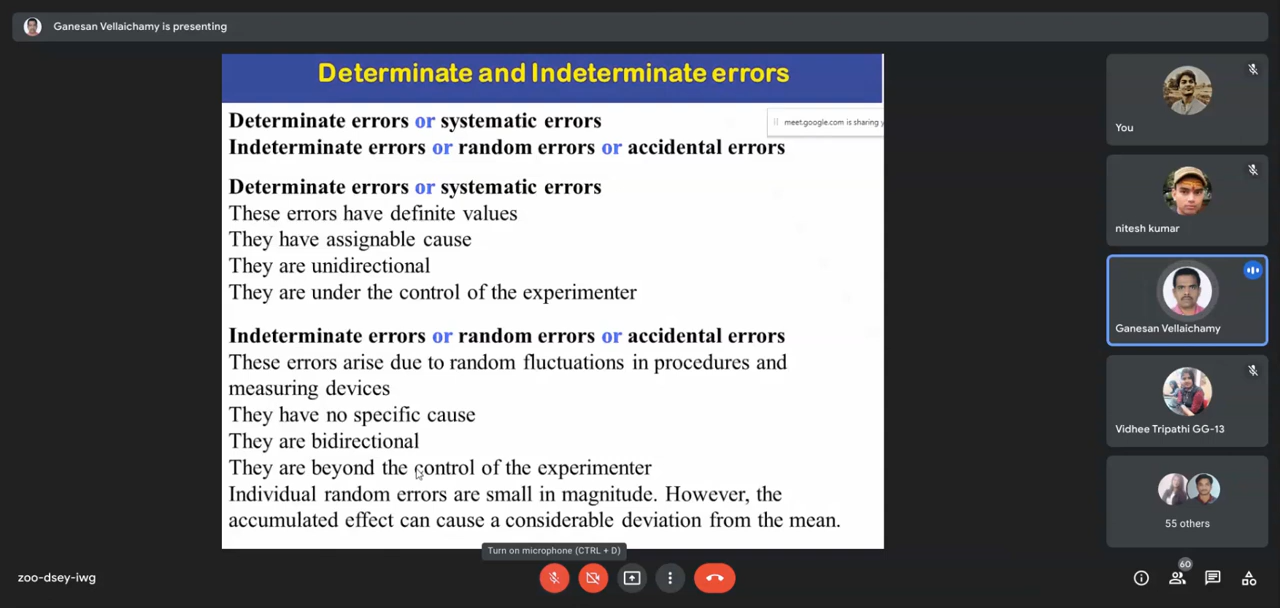 Ganesan Vellaichamy is presenting
Determinate and Indeterminate errors
meet.google.com is sharing y
Determinate errors or systematic errors
Indeterminate errors or random errors or accidental errors
Determinate errors or systematic errors
These errors have definite values
They have assignable cause
They are unidirectional
They are under the control of the experimenter
Indeterminate errors or random errors or accidental errors
These errors arise due to random fluctuations in procedures and
measuring devices
They have no specific cause
They are bidirectional
They are beyond the control of the experimenter
Individual random errors are small in magnitude. However, the
accumulated effect can cause a considerable deviation from the mean.
You
nitesh kumar
Ganesan Vellaichamy
Vidhee Tripathi GG-13
55 others
Turn on microphone (CTRL + D)
zoo-dsey-iwg
60